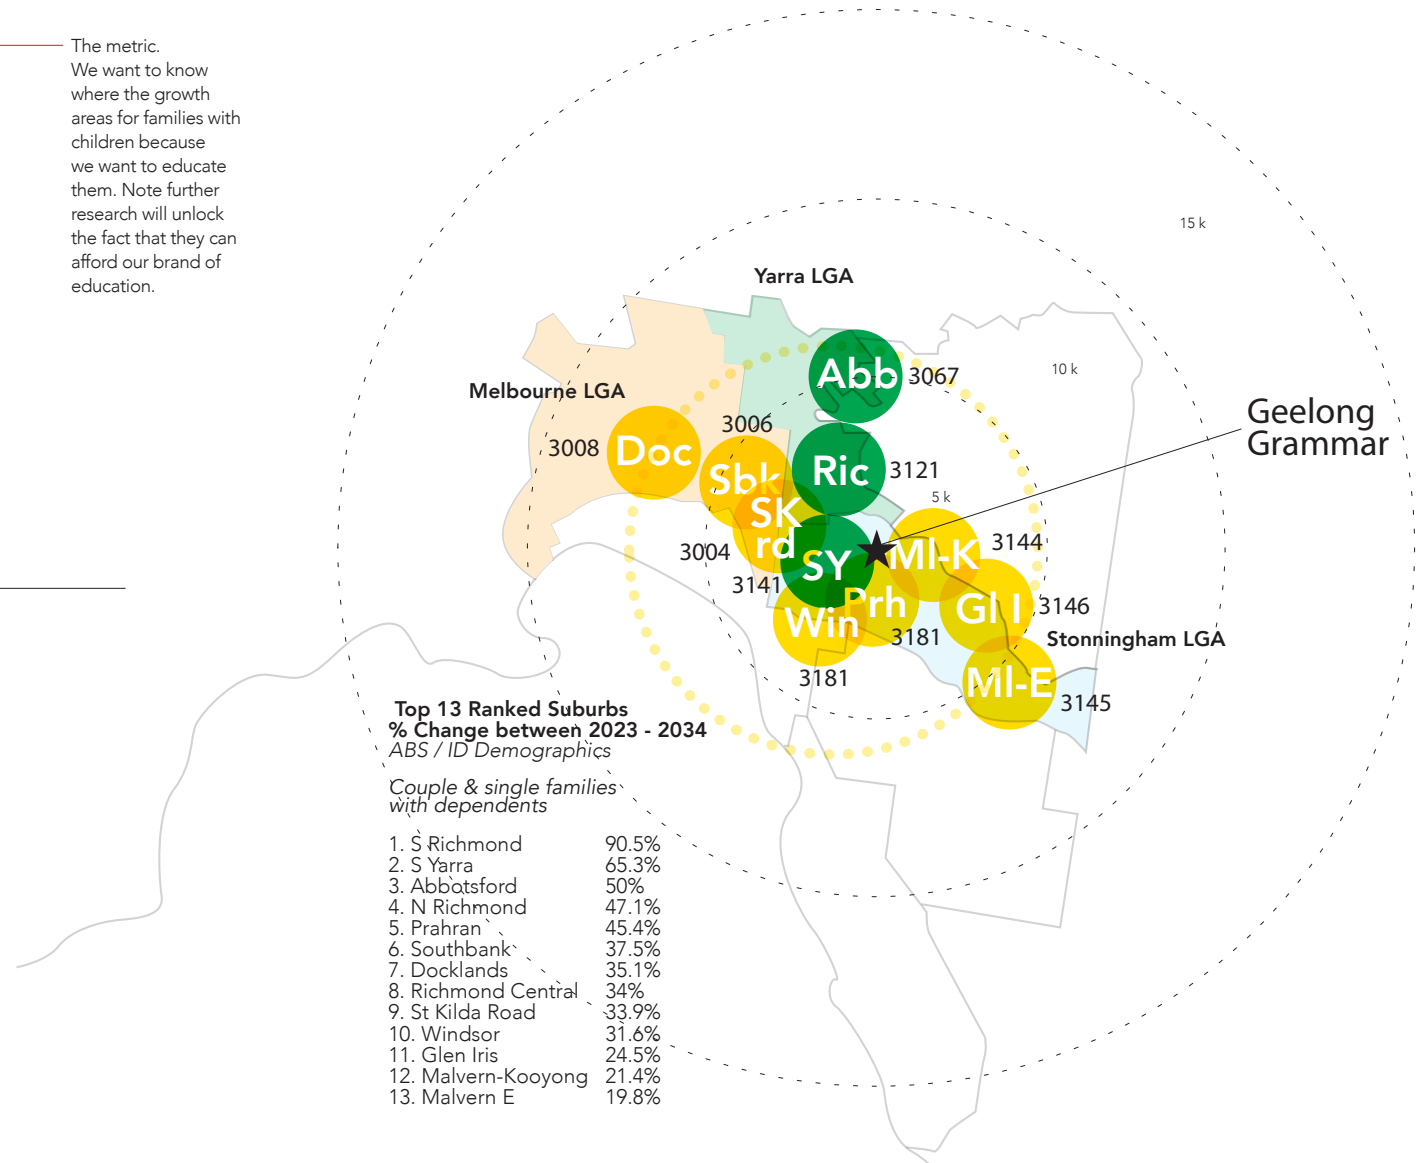 The metric.
We want to know
where the growth
areas for families with
children because
we want to educate
them. Note further
research will unlock
the fact that they can
afford our brand of
education.
15 k
Yarra LGA
10 k
Abb
3067
Melbourne LGA
Geelong
Grammar
3006
3008
Doc
Sbk
Ric
3121
5 k
SK
rd
3004
SY
Ml-K
3144
3141
Win
Prh
Gl I
3146
3181
Stonningham LGA
3181
Ml-E
3145
Top 13 Ranked Suburbs
% Change between 2023 - 2034
ABS / ID Demographics
Couple & single families
with dependents
1. S Richmond 90.5%
2. S Yarra 65.3%
3. Abbotsford 50%
4. N Richmond 47.1%
5. Prahran 45.4%
6. Southbank 37.5%
7. Docklands 35.1%
8. Richmond Central 34%
9. St Kilda Road 33.9%
10. Windsor 31.6%
11. Glen Iris 24.5%
12. Malvern-Kooyong 21.4%
13. Malvern E 19.8%